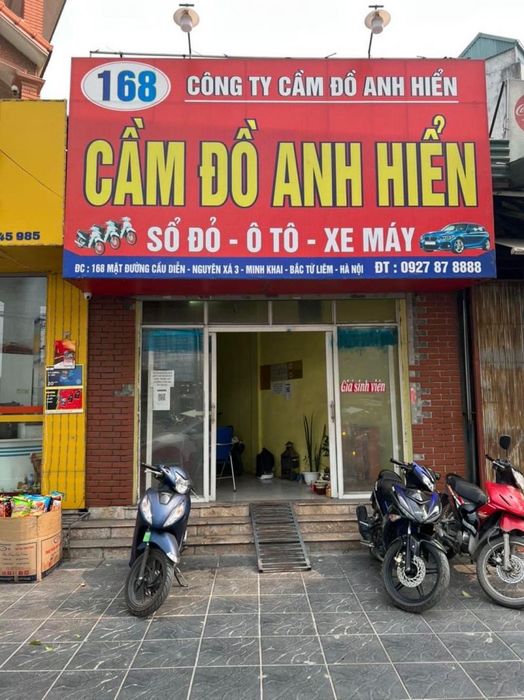 168
CÔNG TY CẦM ĐỒ ANH HIỂN
CẦM ĐỒ ANH HIỂN
SỔ ĐỎ - Ô TÔ - XE MÁY
ĐC : 168 MẶT ĐƯỜNG CẦU DIỄN - NGUYÊN XÁ 3 - MINH KHAI - BẮC TỪ LIÊM - HÀ NỘI ĐT : 0927 87 8888
45 985
Giá sinh viên